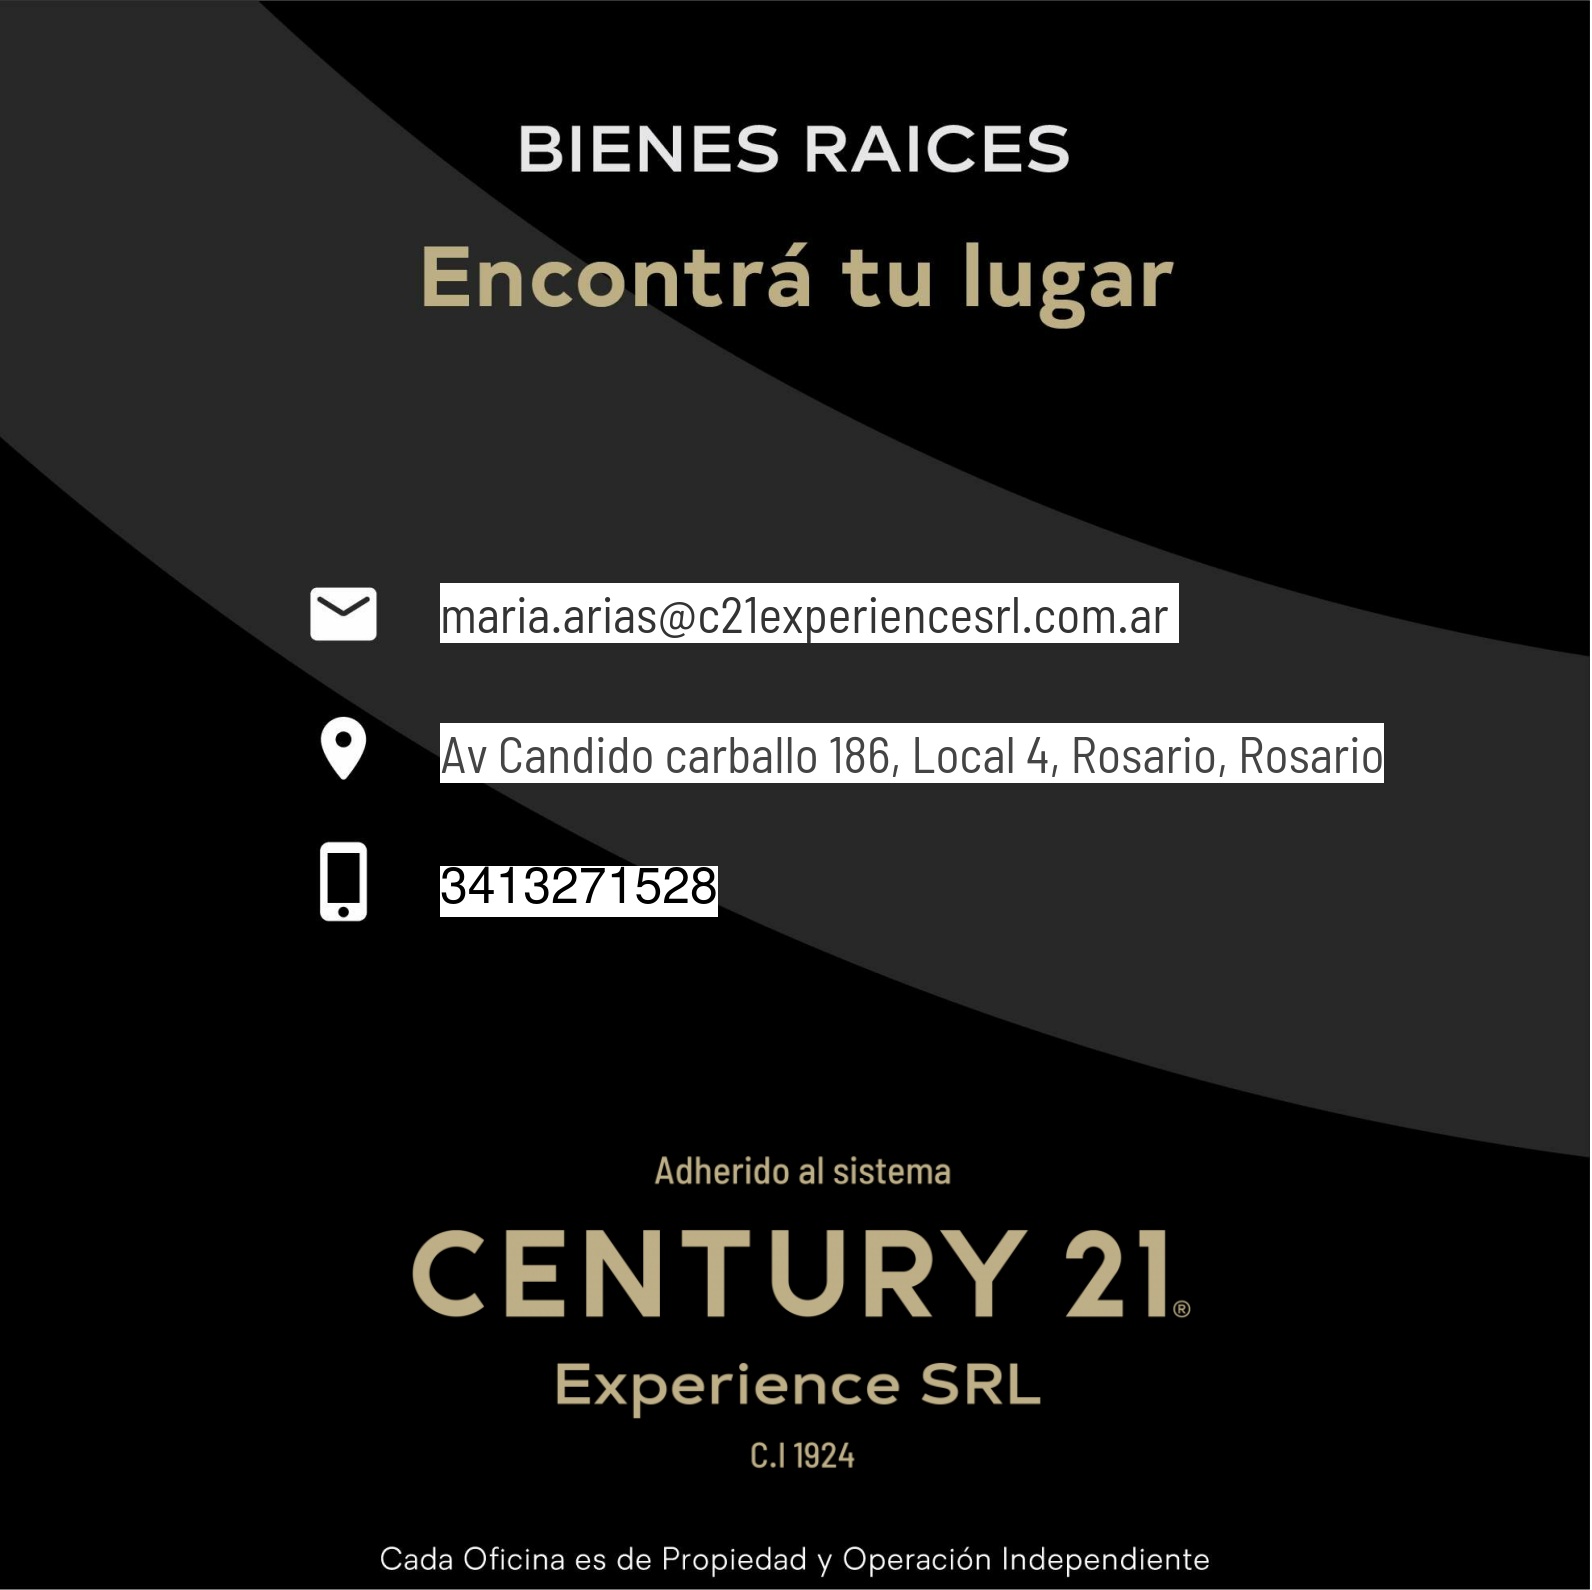 BIENES RAICES
Encontrá tu lugar
maria.arias@c21experiencesrl.com.ar
Av Candido carballo 186, Local 4, Rosario, Rosario
3413271528
Adherido al sistema
CENTURY 21®
Experience SRL
C.I 1924
Cada Oficina es de Propiedad y Operación Independiente